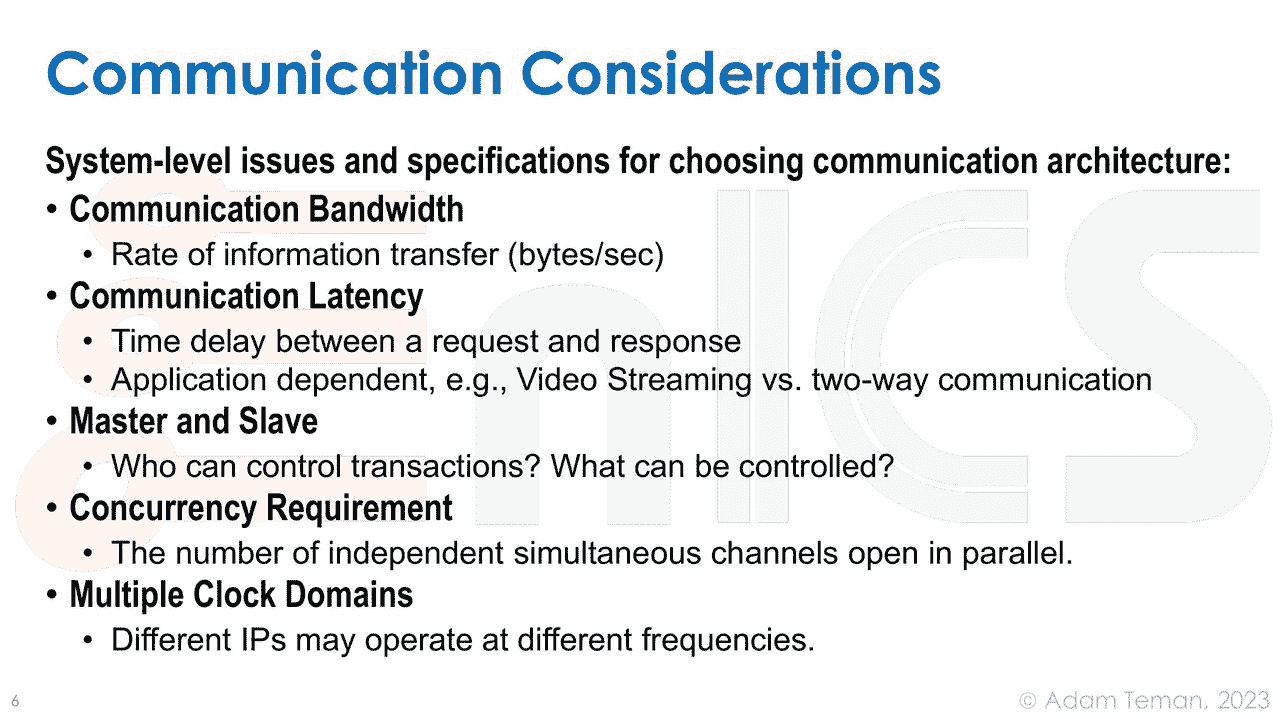 Communication Considerations
System-level issues and specifications for choosing communication architecture:
• Communication Bandwidth
• Rate of information transfer (bytes/sec)
• Communication Latency
• Time delay between a request and response
• Application dependent, e.g., Video Streaming vs. two-way communication
• Master and Slave
• Who can control transactions? What can be controlled?
• Concurrency Requirement
• The number of independent simultaneous channels open in parallel.
• Multiple Clock Domains
• Different IPs may operate at different frequencies.
EnICS
6
© Adam Teman, 2023